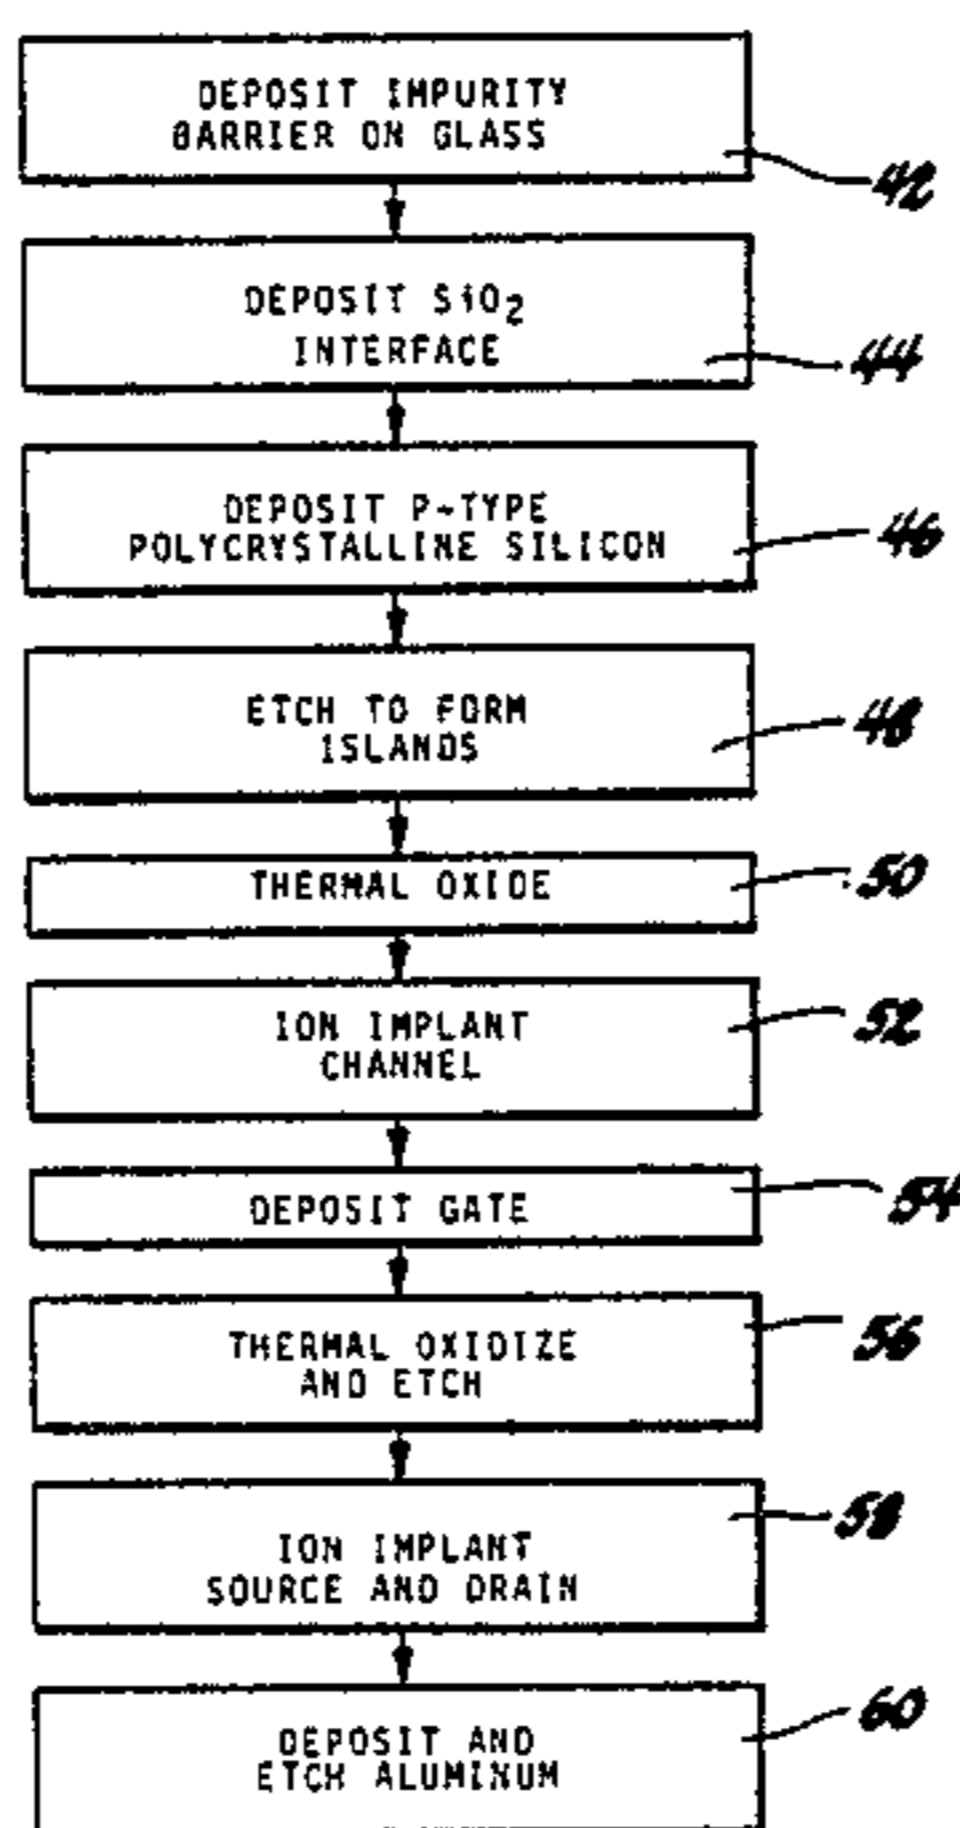 DEPOSIT IMPURITY
BARRIER ON GLASS
42
DEPOSIT SiO₂
INTERFACE
44
DEPOSIT P-TYPE
POLYCRYSTALLINE SILICON
46
ETCH TO FORM
ISLANDS
48
THERMAL OXIDE
50
ION IMPLANT
CHANNEL
52
DEPOSIT GATE
54
THERMAL OXIDIZE
AND ETCH
56
ION IMPLANT
SOURCE AND DRAIN
58
DEPOSIT AND
ETCH ALUMINUM
60